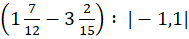 (1 7/12 − 3 2/15) : |− 1,1|